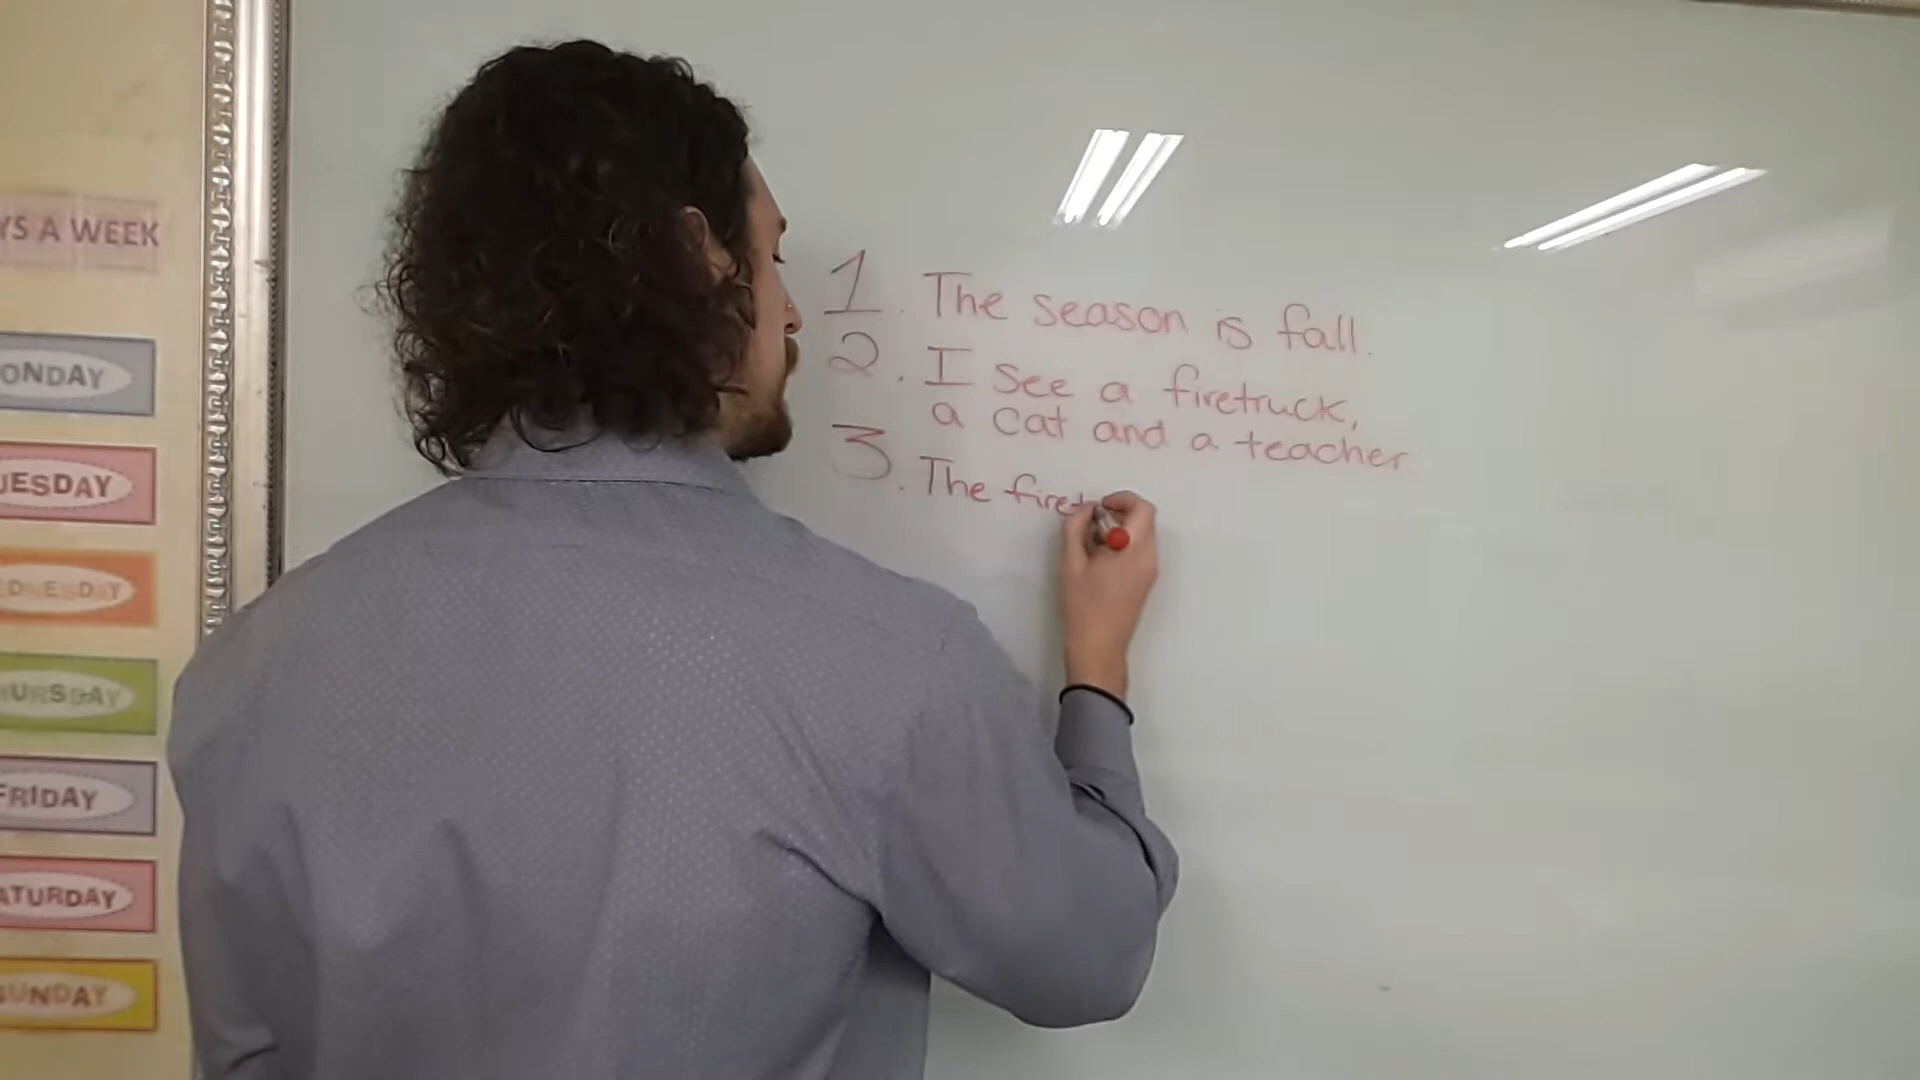 YS A WEEK
ONDAY
UESDAY
DNESDAY
URSDAY
FRIDAY
ATURDAY
SUNDAY
1. The season is fall.
2. I see a firetruck,
a cat and a teacher
3. The firet